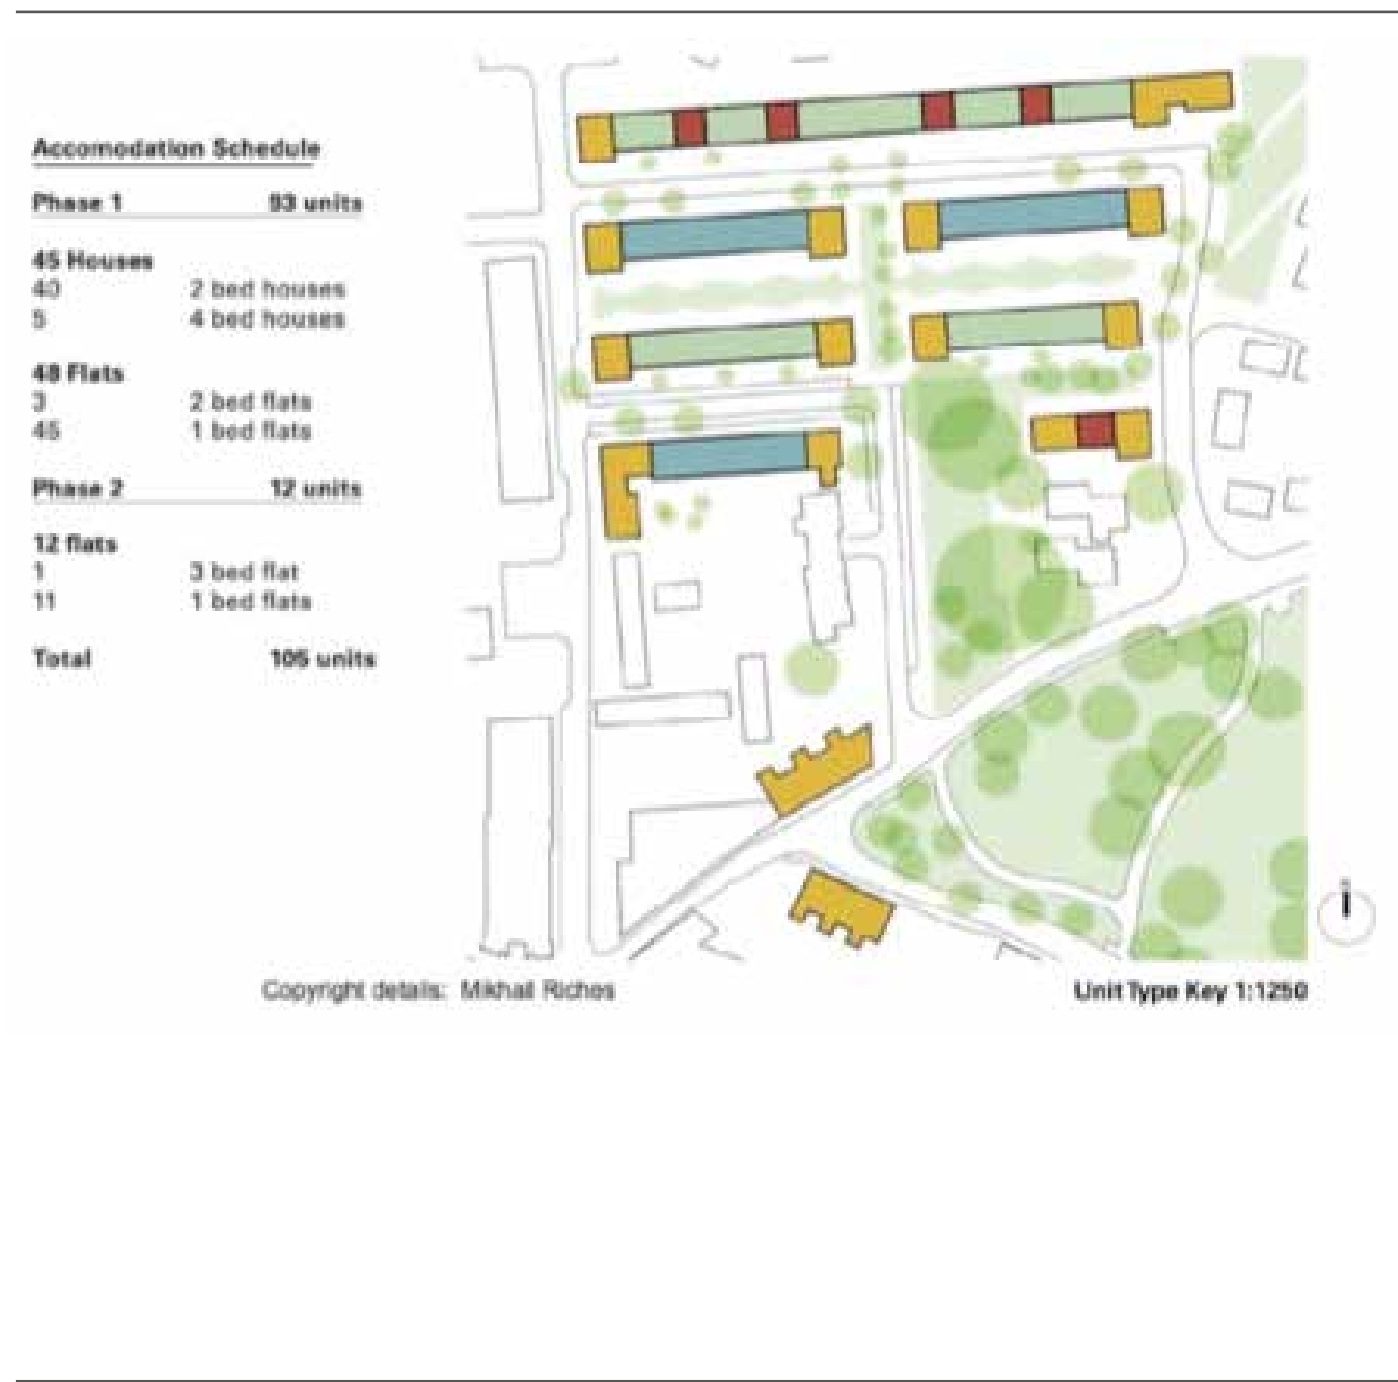 Accomodation Schedule
Phase 1 93 units
45 Houses
40 2 bed houses
5 4 bed houses
48 Flats
3 2 bed flats
45 1 bed flats
Phase 2 12 units
12 flats
1 3 bed flat
11 1 bed flats
Total 105 units
Copyright details: Mikhail Riches
Unit Type Key 1:1250